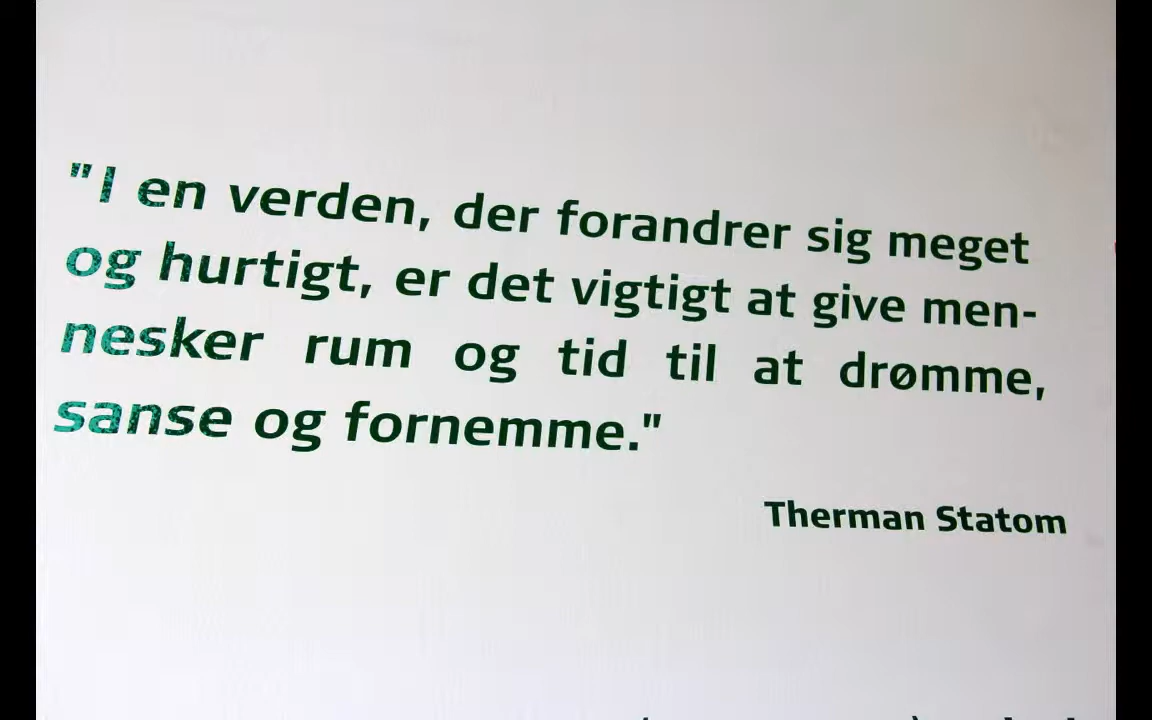 "I en verden, der forandrer sig meget
og hurtigt, er det vigtigt at give men-
nesker rum og tid til at drømme,
sanse og fornemme."
Therman Statom